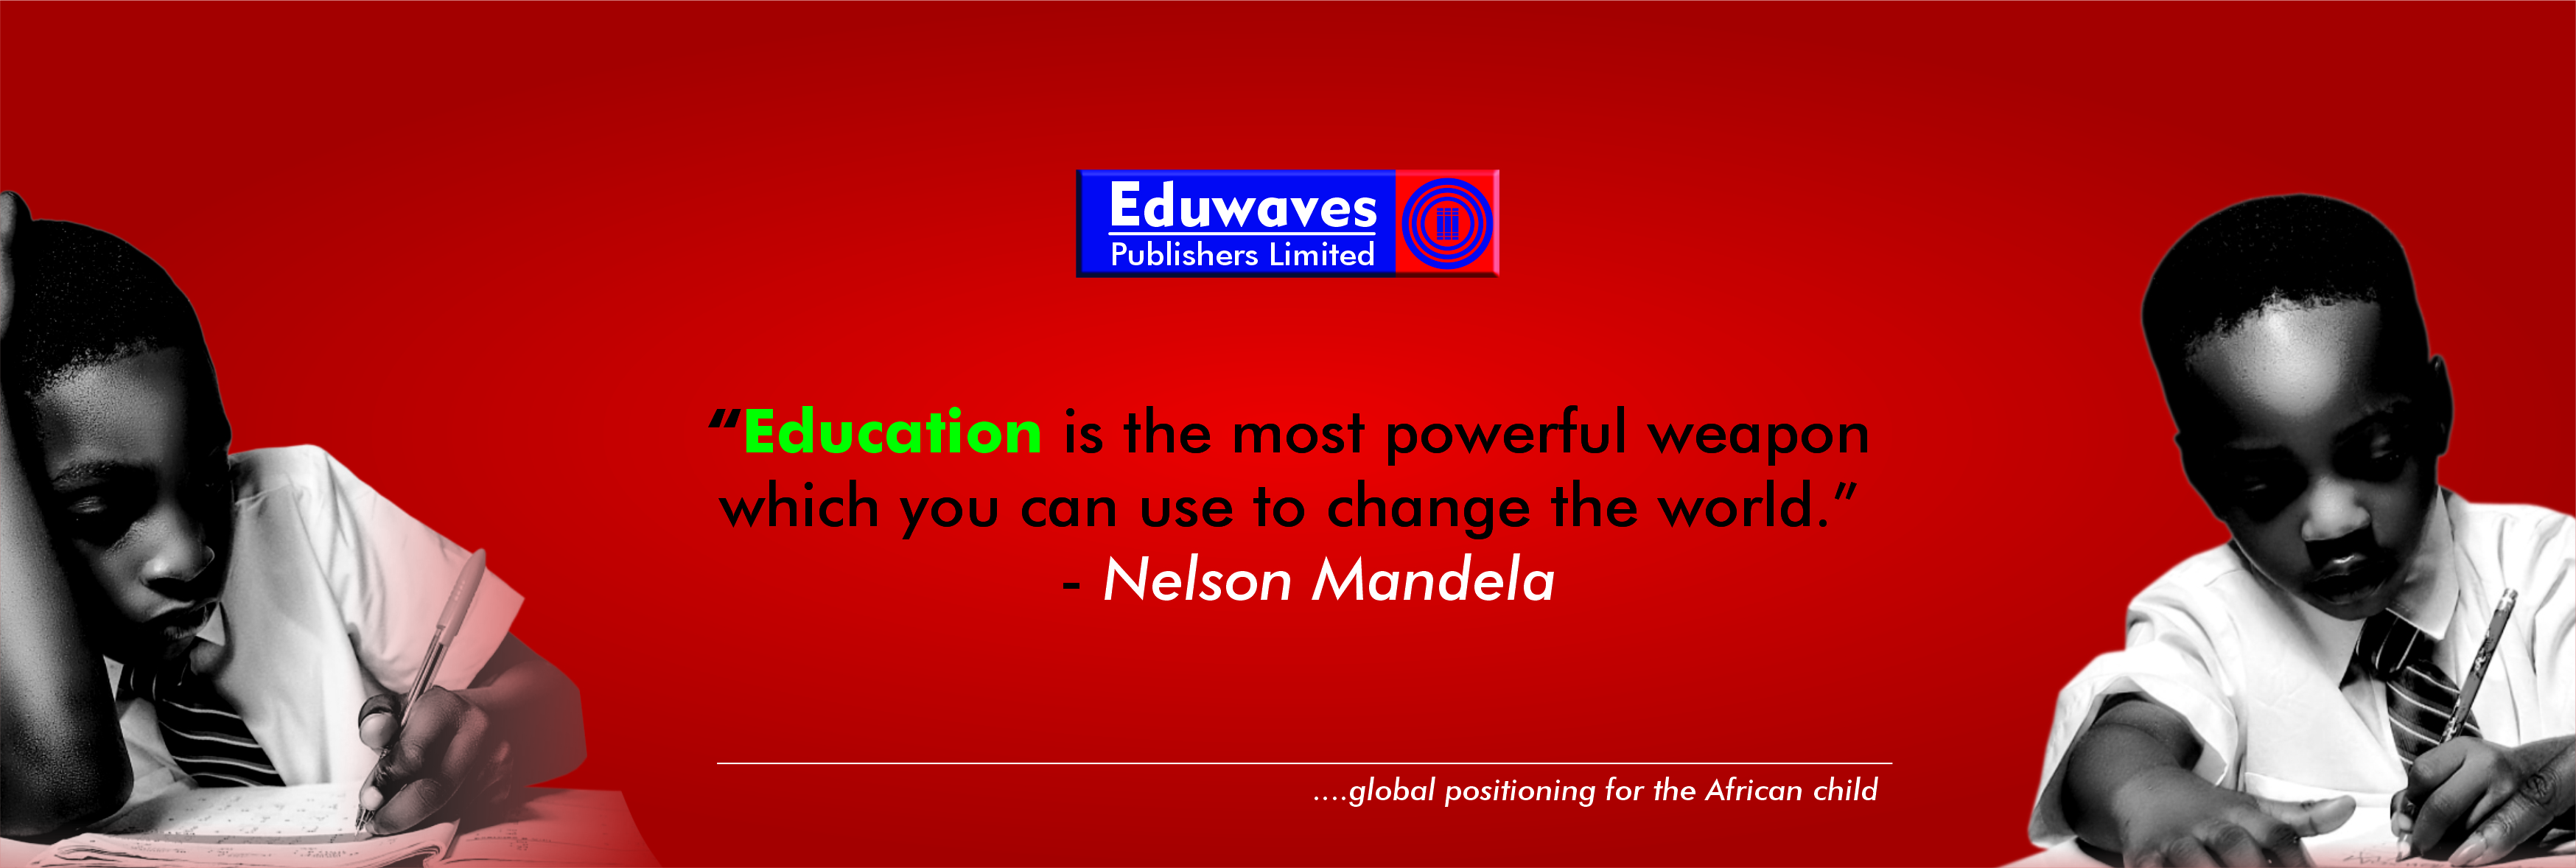 Eduwaves
Publishers Limited
“Education is the most powerful weapon
which you can use to change the world.”
- Nelson Mandela
....global positioning for the African child